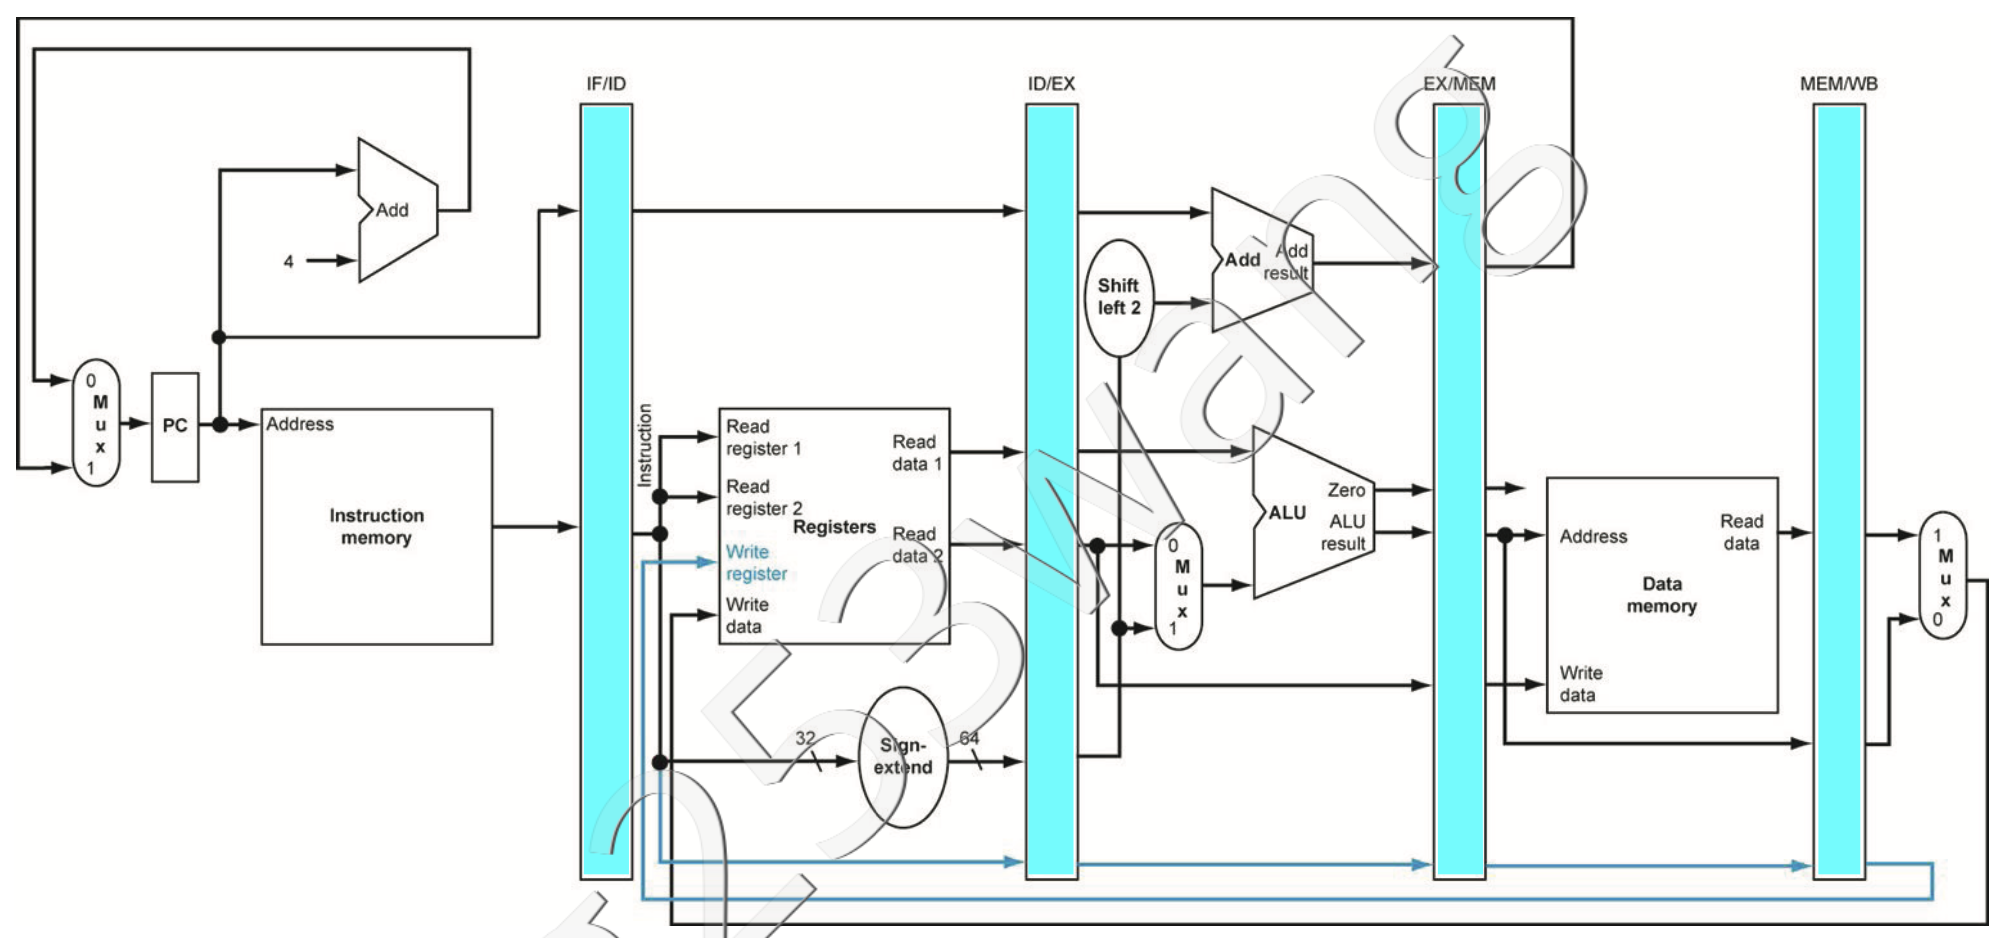 IF/ID
ID/EX
EX/MEM
MEM/WB
Add
4
Add
Add
result
Shift
left 2
0
M
u
x
1
PC
Address
Instruction
memory
Instruction
Read
register 1
Read
register 2
Write
register
Write
data
Registers
Read
data 1
Read
data 2
ALU
Zero
ALU
result
0
M
u
x
1
Address
Read
data
Data
memory
Write
data
1
M
u
x
0
32
Sign-
extend
64